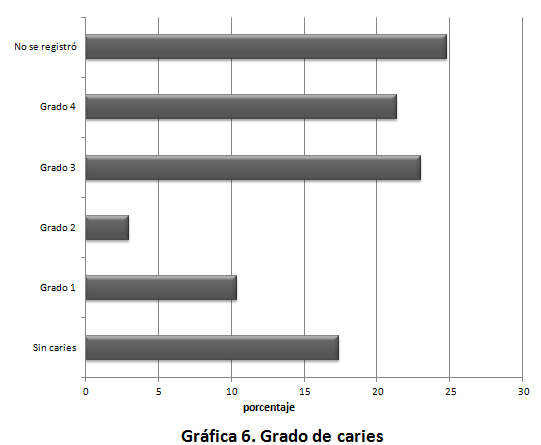 No se registró
Grado 4
Grado 3
Grado 2
Grado 1
Sin caries
0 5 10 15 20 25 30
porcentaje
Gráfica 6. Grado de caries